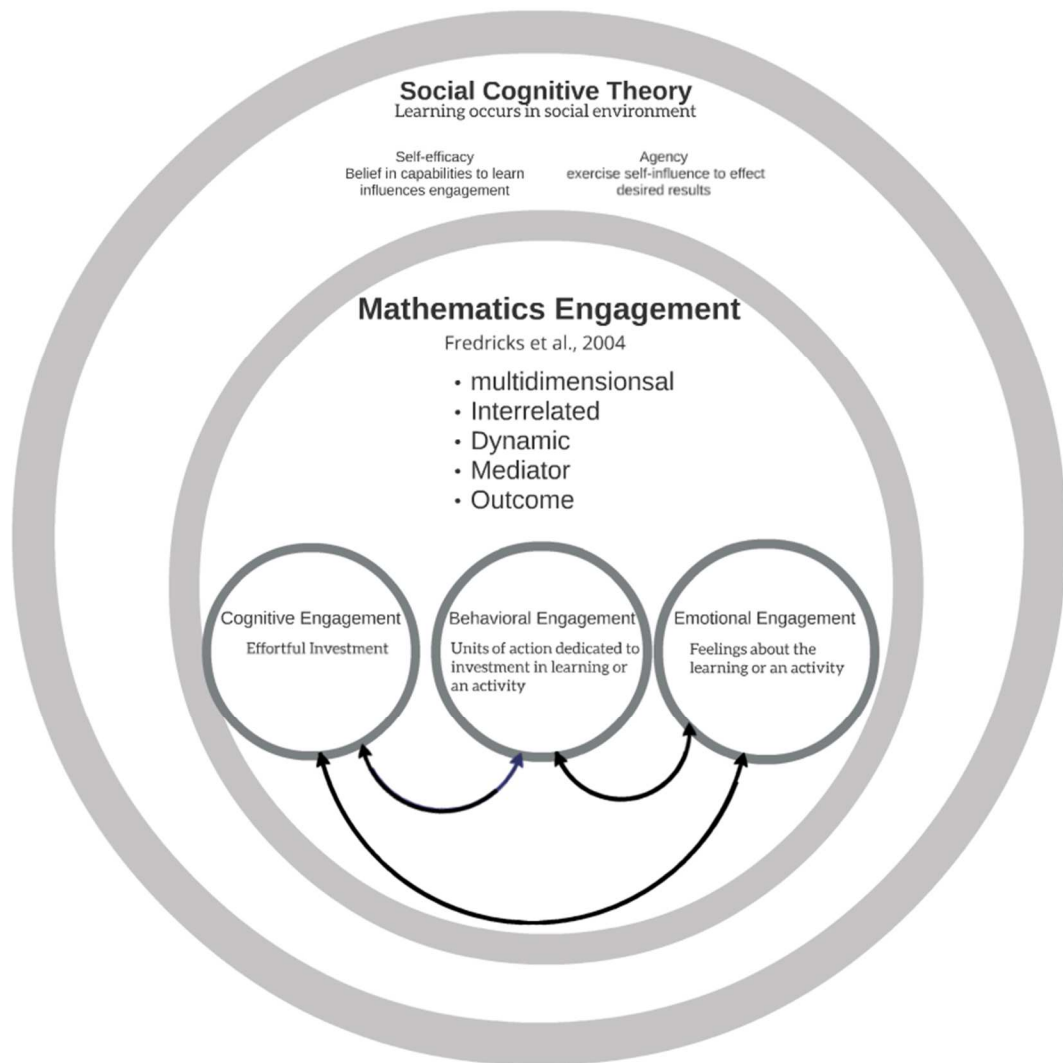 Social Cognitive Theory
Learning occurs in social environment
Self-efficacy
Belief in capabilities to learn
influences engagement
Agency
exercise self-influence to effect
desired results
Mathematics Engagement
Fredricks et al., 2004
• multidimensionsal
• Interrelated
• Dynamic
• Mediator
• Outcome
Cognitive Engagement
Effortful Investment
Behavioral Engagement
Units of action dedicated to
investment in learning or
an activity
Emotional Engagement
Feelings about the
learning or an activity